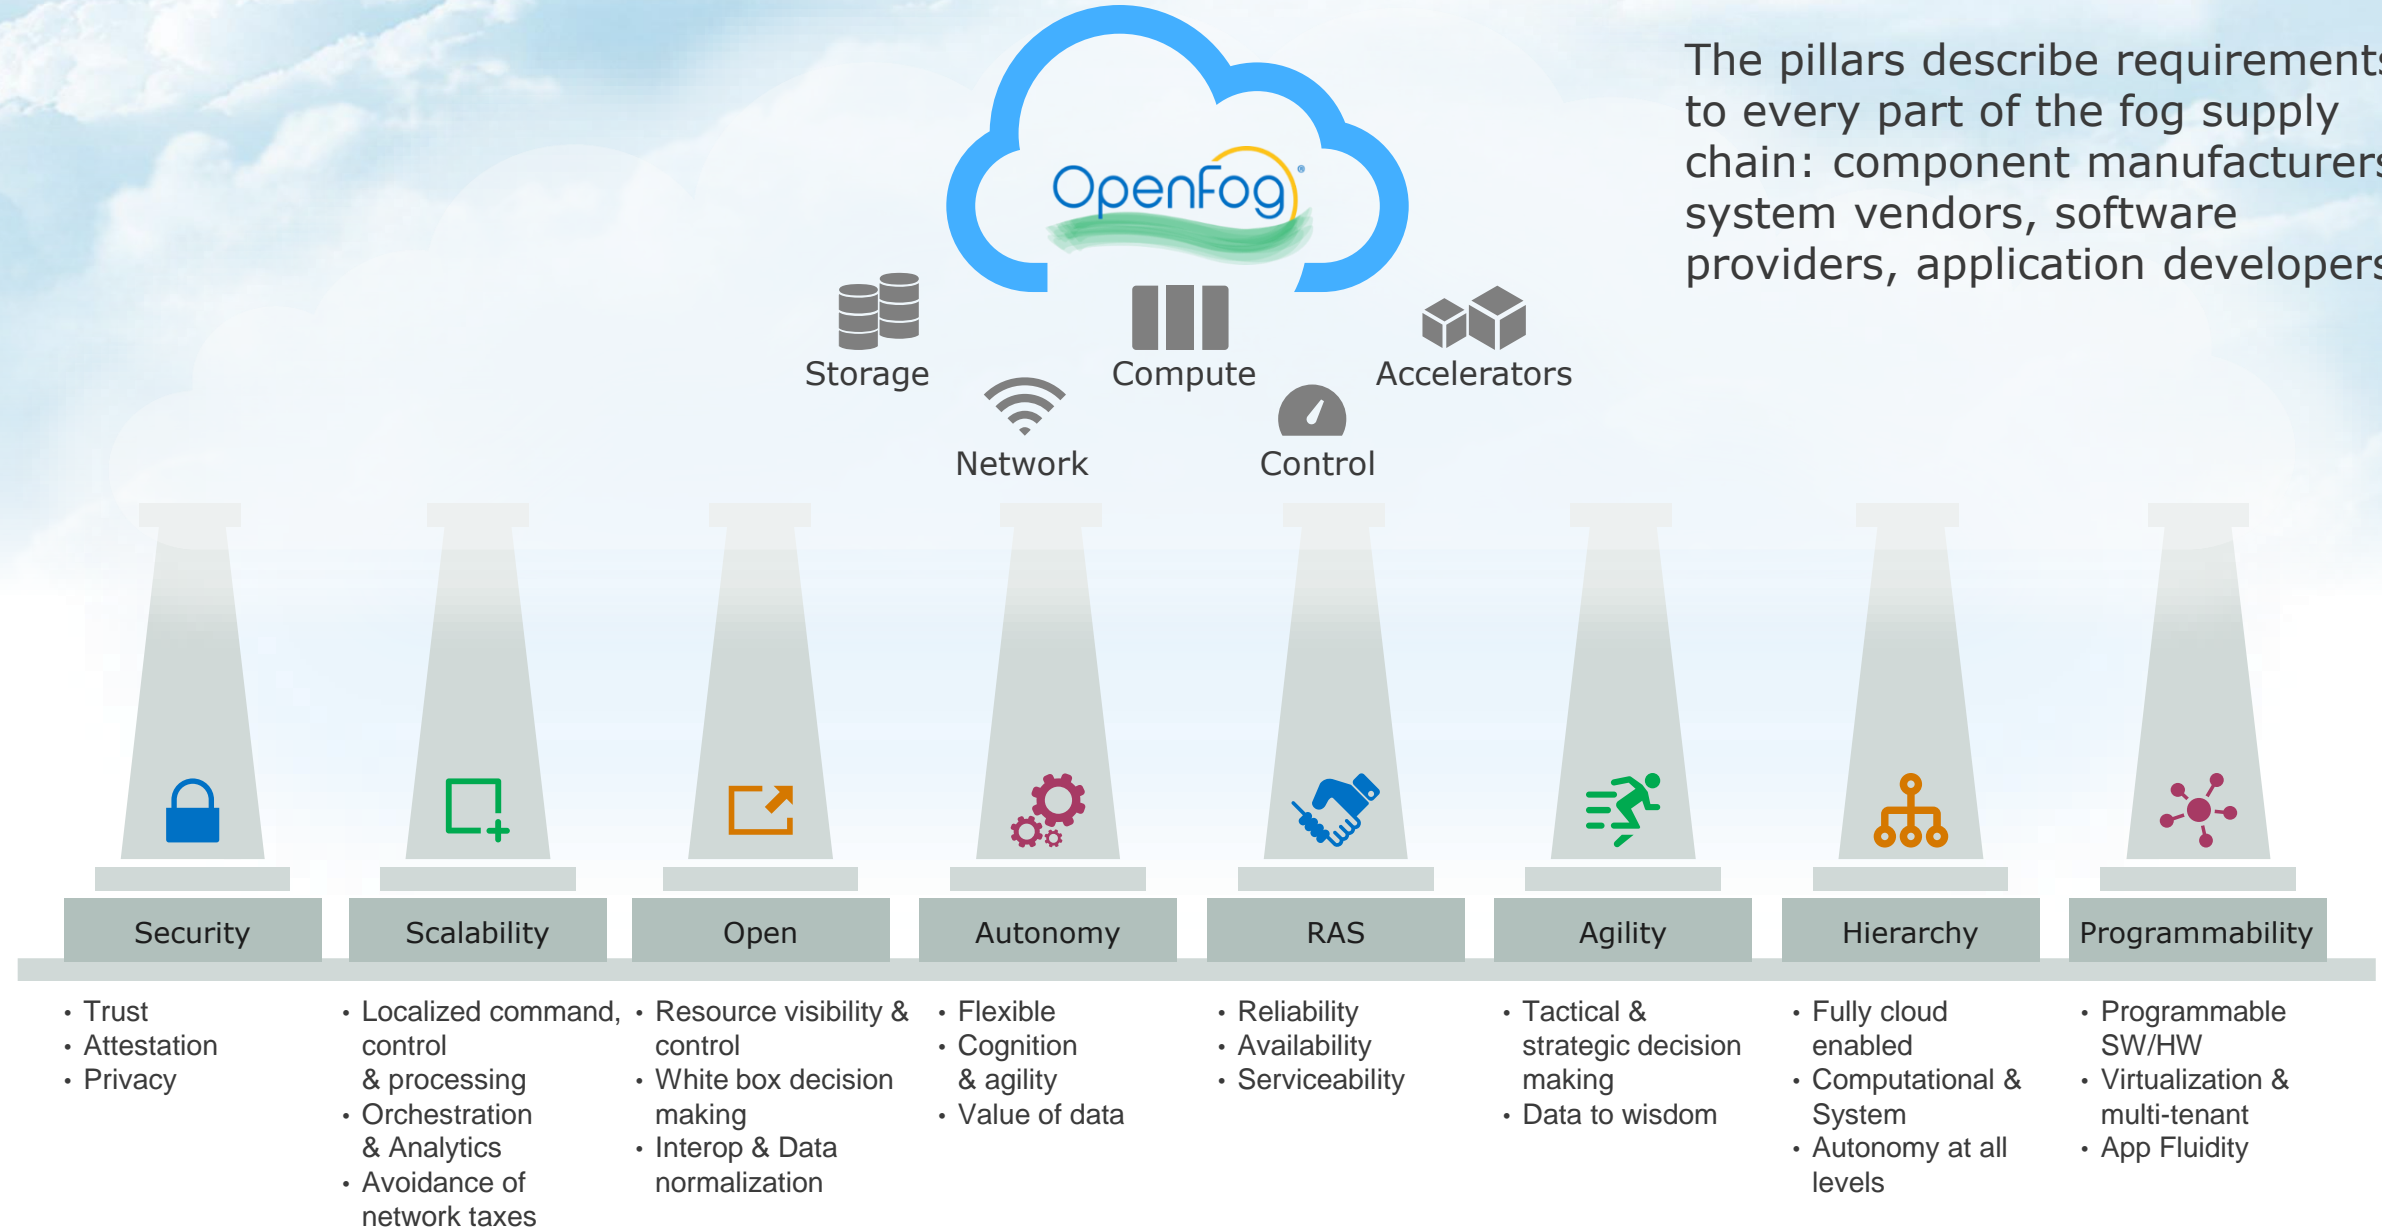 The pillars describe requirements
to every part of the fog supply
chain: component manufacturers
system vendors, software
providers, application developers
OpenFog®
Storage
Compute
Accelerators
Network
Control
Security
Scalability
Open
Autonomy
RAS
Agility
Hierarchy
Programmability
• Trust
• Attestation
• Privacy
• Localized command,
control
& processing
• Orchestration
& Analytics
• Avoidance of
network taxes
• Resource visibility &
control
• White box decision
making
• Interop & Data
normalization
• Flexible
• Cognition
& agility
• Value of data
• Reliability
• Availability
• Serviceability
• Tactical &
strategic decision
making
• Data to wisdom
• Fully cloud
enabled
• Computational &
System
• Autonomy at all
levels
• Programmable
SW/HW
• Virtualization &
multi-tenant
• App Fluidity